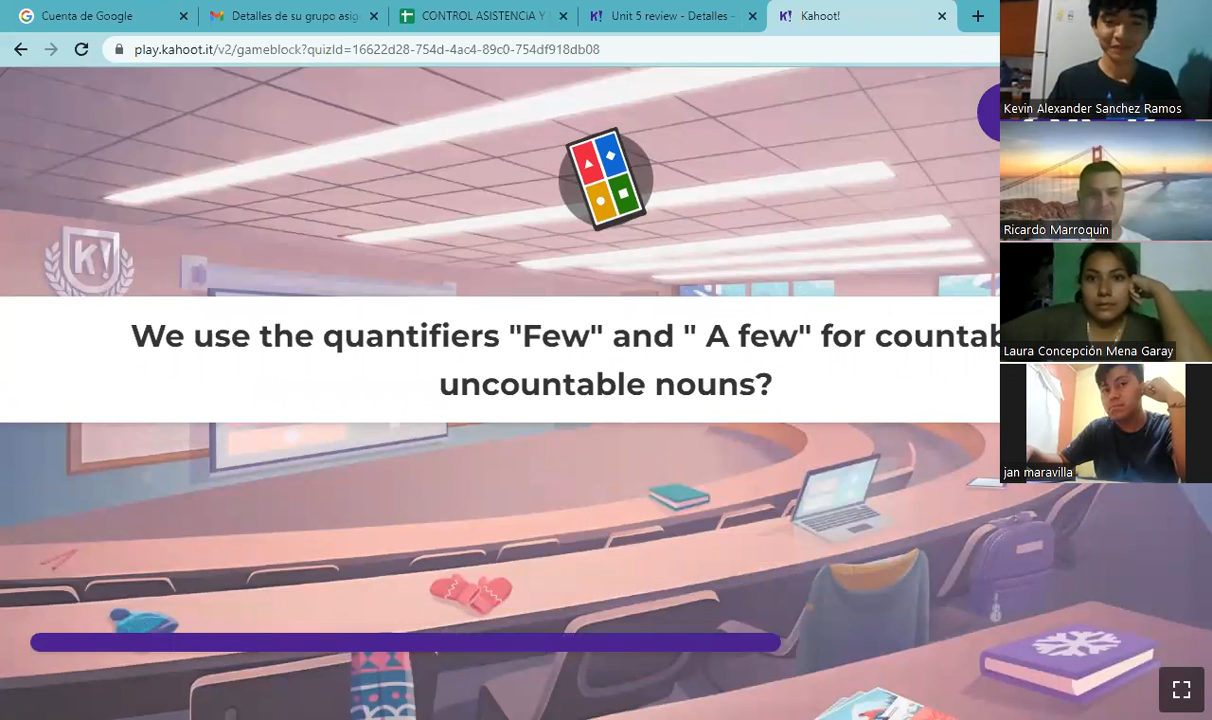 Cuenta de Google
Detalles de su grupo asig
CONTROL ASISTENCiA Y
Unit 5 review - Detalles -
Kahoot!
play.kahoot.it/v2/gameblock?quizId=16622d28-754d-4ac4-89c0-754df918db08
K!
We use the quantifiers "Few" and " A few" for countab
uncountable nouns?
Kevin Alexander Sanchez Ramos
Ricardo Marroquin
Laura Concepción Mena Garay
jan maravilla